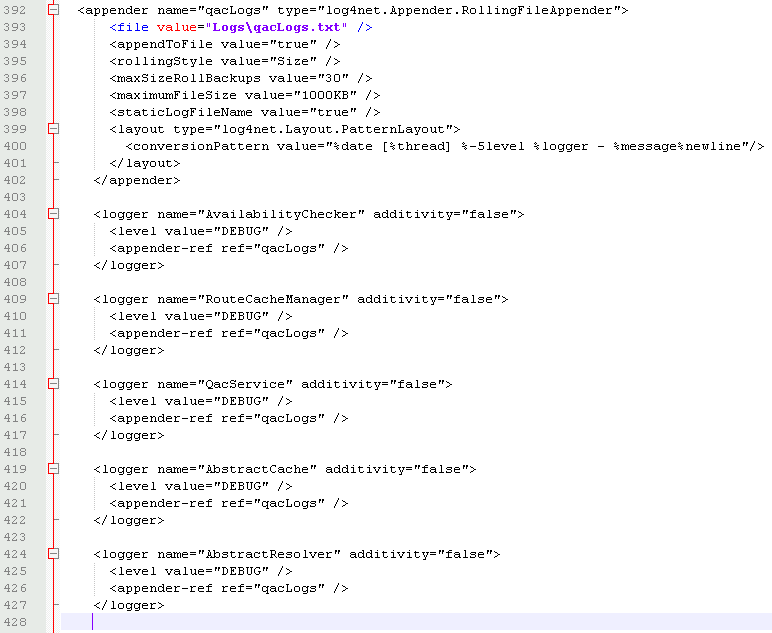 392 <appender name="qacLogs" type="log4net.Appender.RollingFileAppender">
393 <file value="Logs\qacLogs.txt" />
394 <appendToFile value="true" />
395 <rollingStyle value="Size" />
396 <maxSizeRollBackups value="30" />
397 <maximumFileSize value="1000KB" />
398 <staticLogFileName value="true" />
399 <layout type="log4net.Layout.PatternLayout">
400 <conversionPattern value="%date [%thread] %-5level %logger - %message%newline"/>
401 </layout>
402 </appender>
403
404 <logger name="AvailabilityChecker" additivity="false">
405 <level value="DEBUG" />
406 <appender-ref ref="qacLogs" />
407 </logger>
408
409 <logger name="RouteCacheManager" additivity="false">
410 <level value="DEBUG" />
411 <appender-ref ref="qacLogs" />
412 </logger>
413
414 <logger name="QacService" additivity="false">
415 <level value="DEBUG" />
416 <appender-ref ref="qacLogs" />
417 </logger>
418
419 <logger name="AbstractCache" additivity="false">
420 <level value="DEBUG" />
421 <appender-ref ref="qacLogs" />
422 </logger>
423
424 <logger name="AbstractResolver" additivity="false">
425 <level value="DEBUG" />
426 <appender-ref ref="qacLogs" />
427 </logger>
428